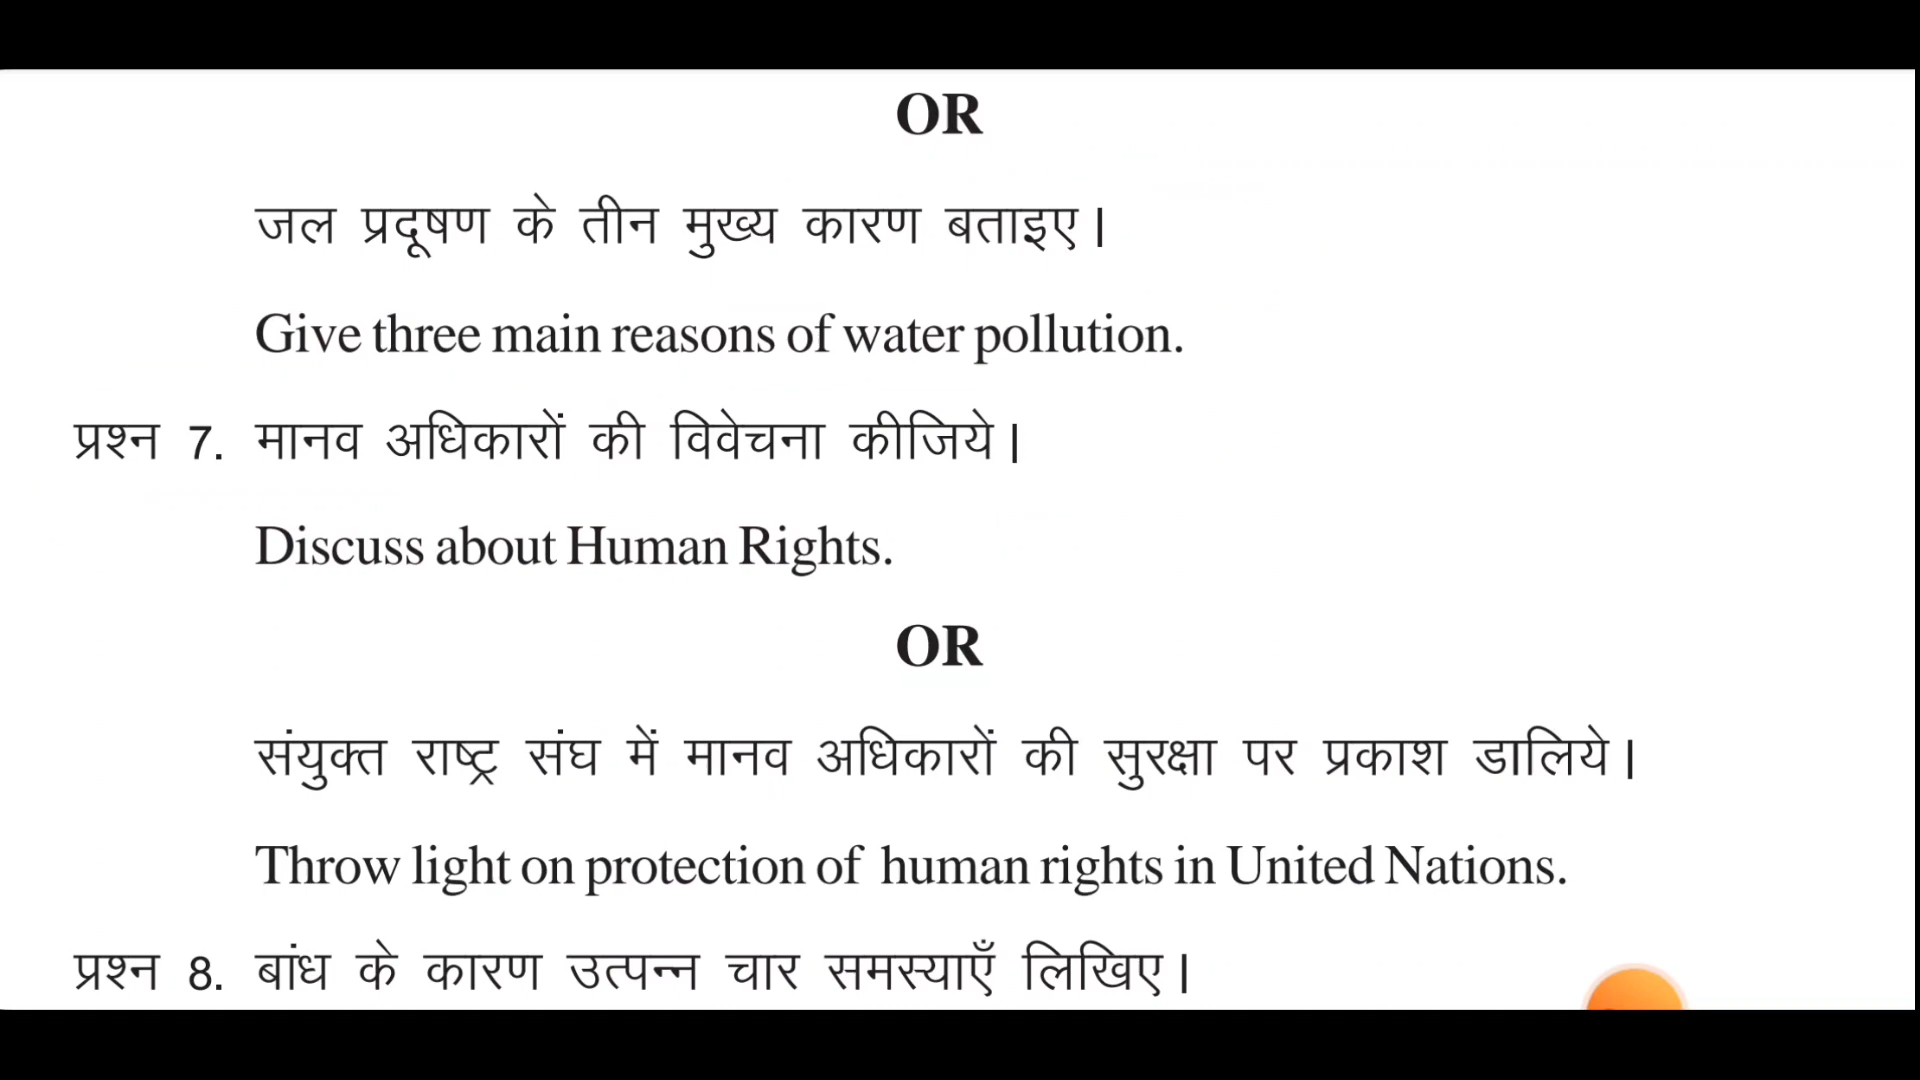 OR
जल प्रदूषण के तीन मुख्य कारण बताइए।
Give three main reasons of water pollution.
प्रश्न 7. मानव अधिकारों की विवेचना कीजिये।
Discuss about Human Rights.
OR
संयुक्त राष्ट्र संघ में मानव अधिकारों की सुरक्षा पर प्रकाश डालिये।
Throw light on protection of human rights in United Nations.
प्रश्न 8. बांध के कारण उत्पन्न चार समस्याएँ लिखिए।